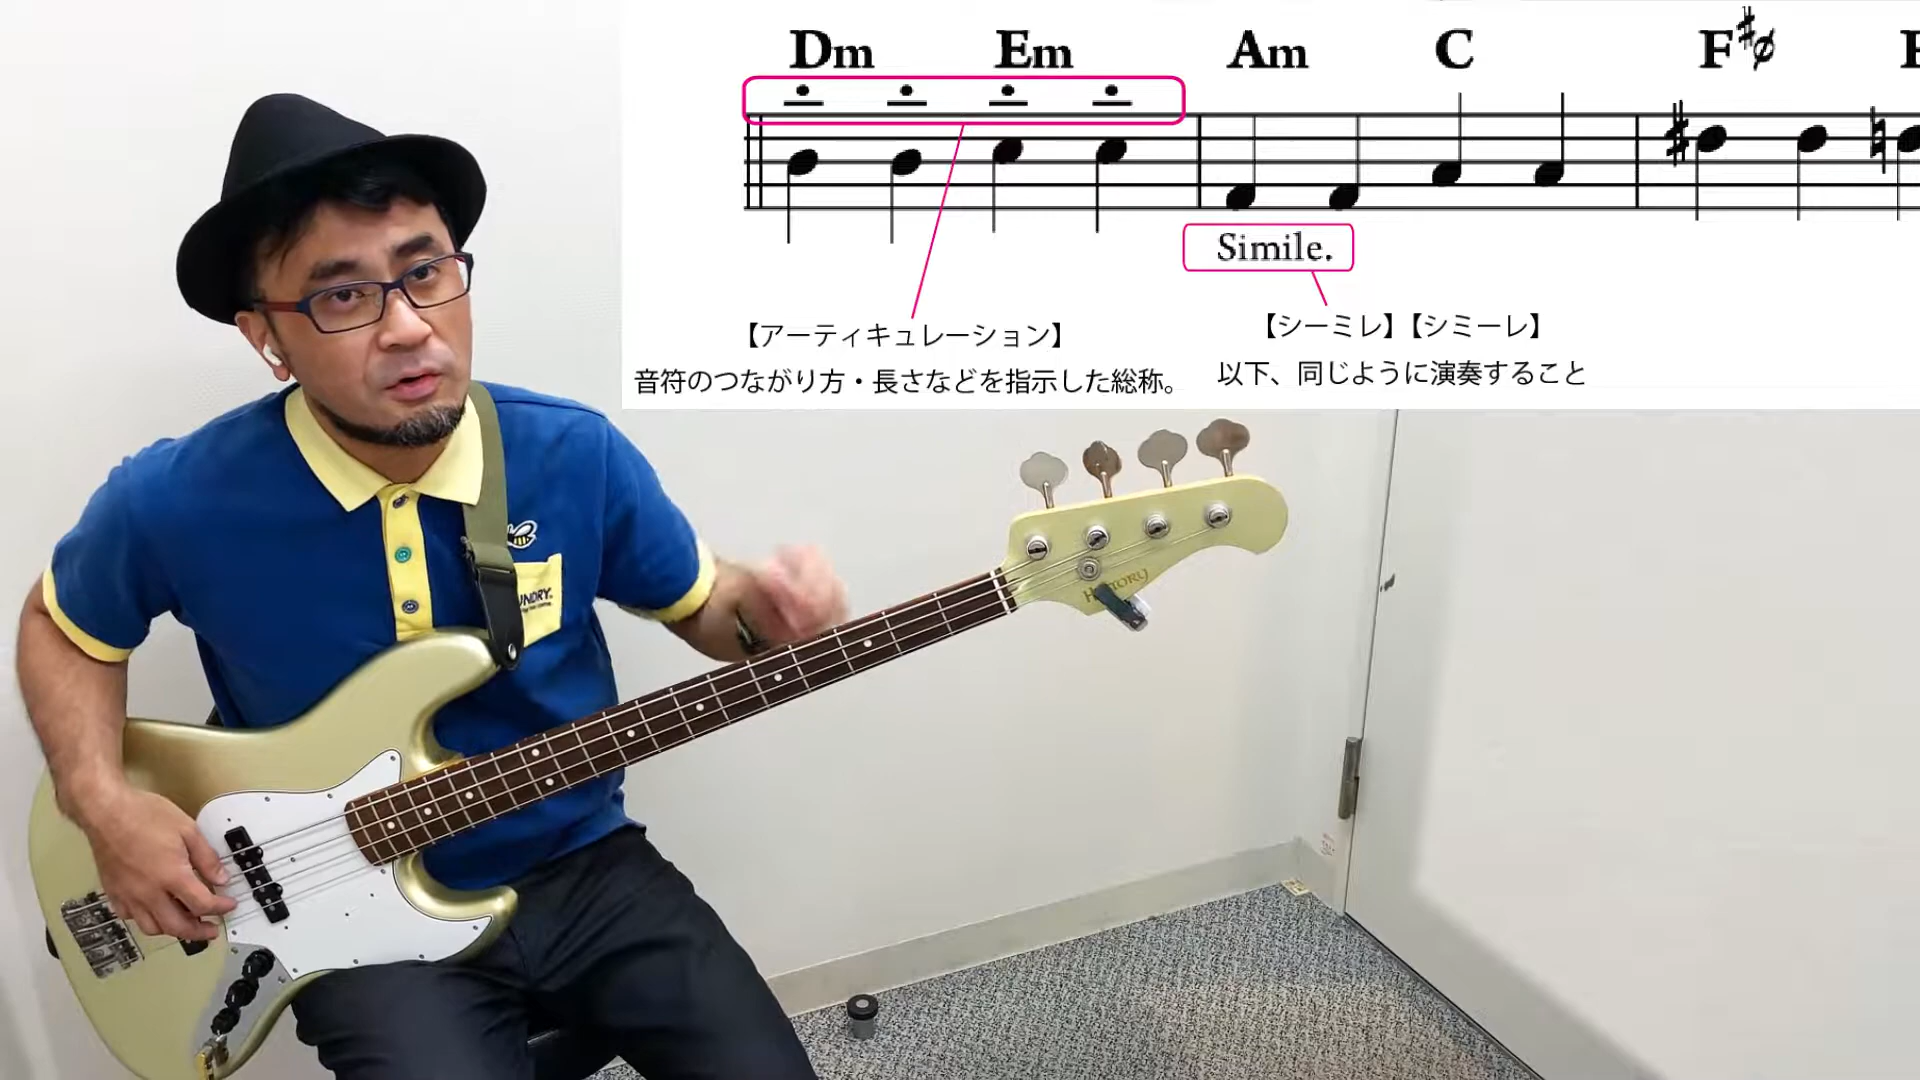 Dm Em Am C F#ø
Simile.
【アーティキュレーション】
音符のつながり方・長さなどを指示した総称。
【シーミレ】【シミーレ】
以下、同じように演奏すること
UNDRY.